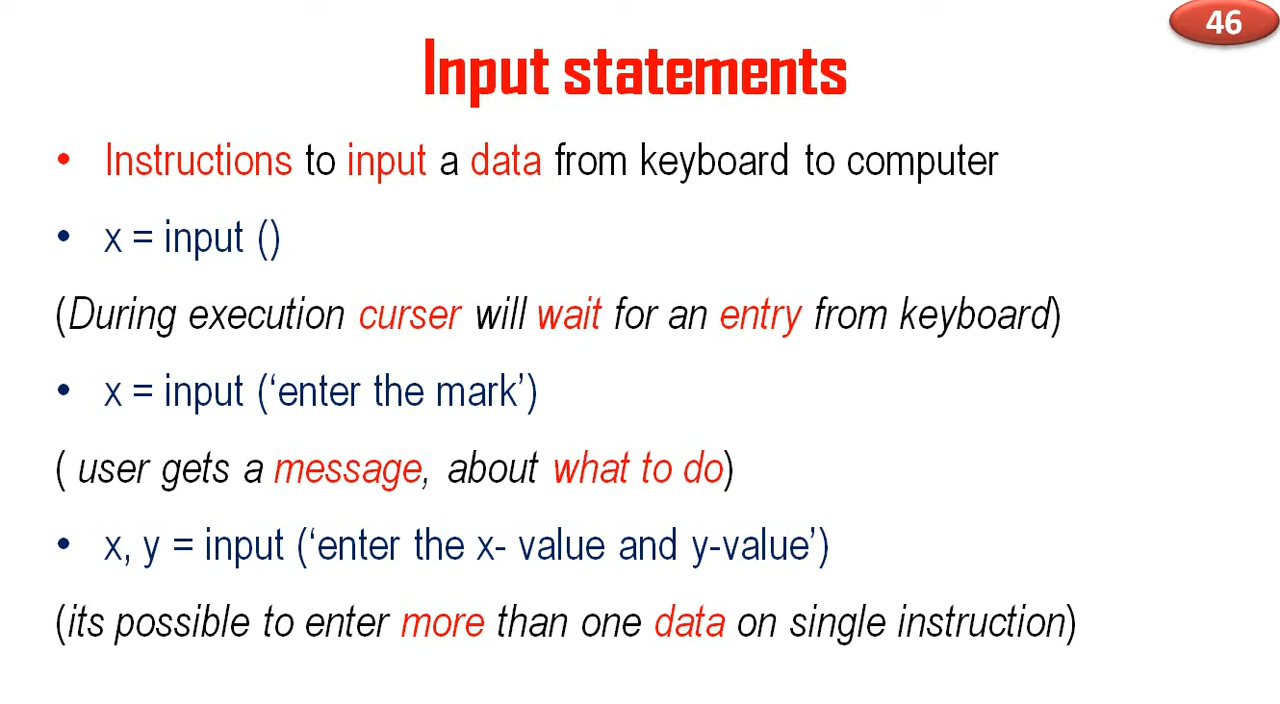 46
Input statements
• Instructions to input a data from keyboard to computer
• x = input ()
(During execution curser will wait for an entry from keyboard)
• x = input (‘enter the mark’)
( user gets a message, about what to do)
• x, y = input (‘enter the x- value and y-value’)
(its possible to enter more than one data on single instruction)